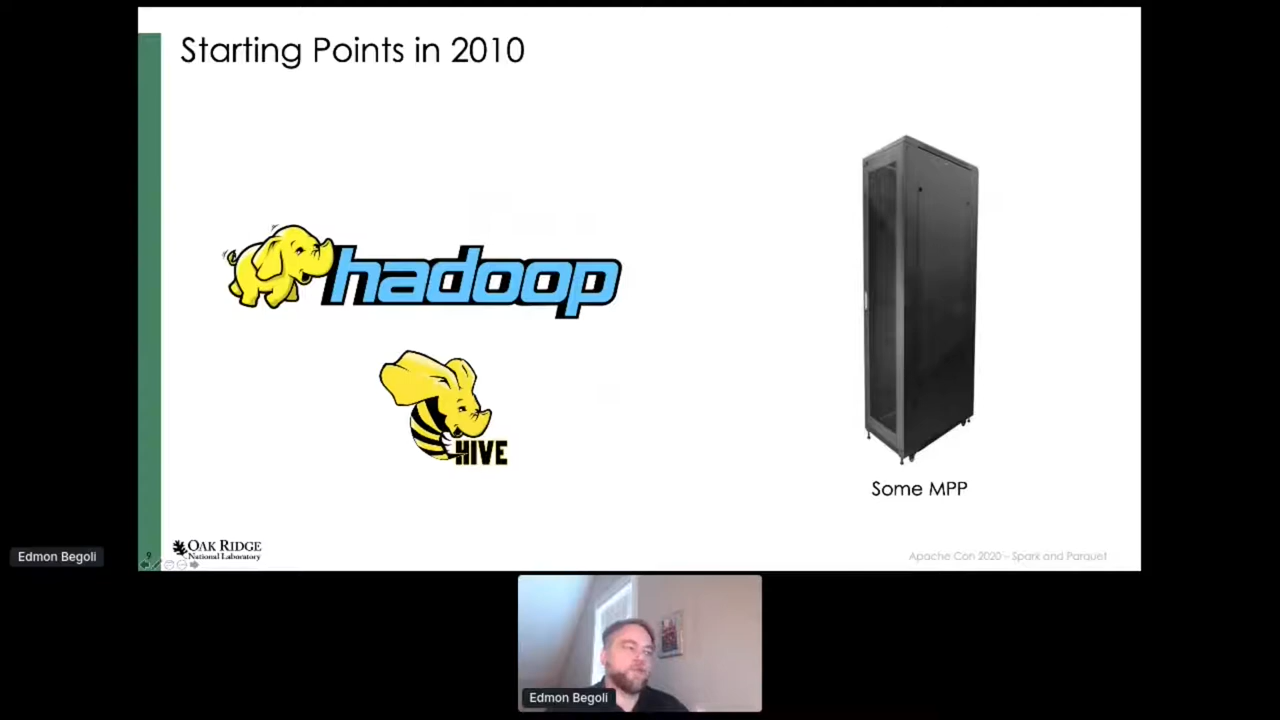 Starting Points in 2010
hadoop
HIVE
Some MPP
9
OAK RIDGE
National Laboratory
Apache Con 2020 – Spark and Parquet
Edmon Begoli
Edmon Begoli